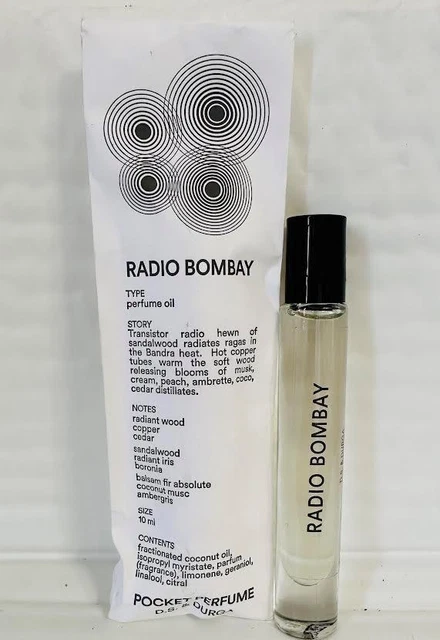 RADIO BOMBAY
TYPE
perfume oil
STORY
Transistor radio hewn of
sandalwood radiates ragas in
the Bandra heat. Hot copper
tubes warm the soft wood
releasing blooms of musk,
cream, peach, ambrette, coco,
cedar distillates.
NOTES
radiant wood
copper
cedar
sandalwood
radiant iris
boronia
balsam fir absolute
coconut musc
ambergris
SIZE
10 ml
CONTENTS
fractionated coconut oil,
isopropyl myristate, parfum
(fragrance), limonene, geraniol,
linalool, citral
POCKET PERFUME
D.S. & DURGA
RADIO BOMBAY
D.S. & DURGA